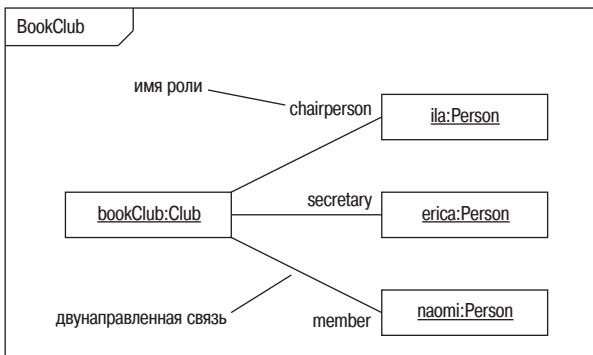 BookClub
имя роли
chairperson
ila:Person
bookClub:Club
secretary
erica:Person
двунаправленная связь
member
naomi:Person